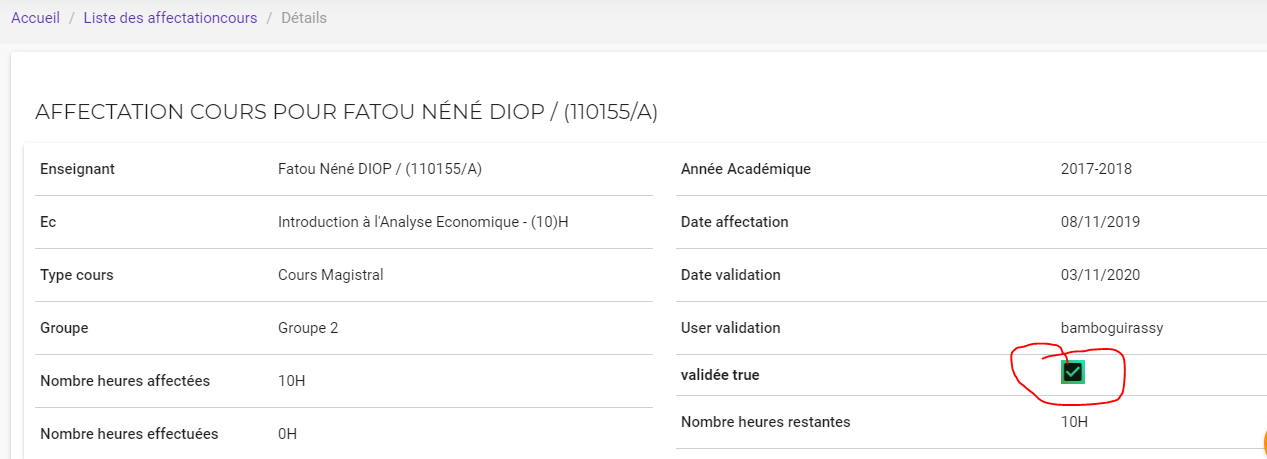 Accueil / Liste des affectationcours / Détails
AFFECTATION COURS POUR FATOU NÉNÉ DIOP / (110155/A)
Enseignant Fatou Néné DIOP / (110155/A)
Ec Introduction à l'Analyse Economique - (10)H
Type cours Cours Magistral
Groupe Groupe 2
Nombre heures affectées 10H
Nombre heures effectuées 0H
Année Académique 2017-2018
Date affectation 08/11/2019
Date validation 03/11/2020
User validation bamboguirassy
validée true
Nombre heures restantes 10H